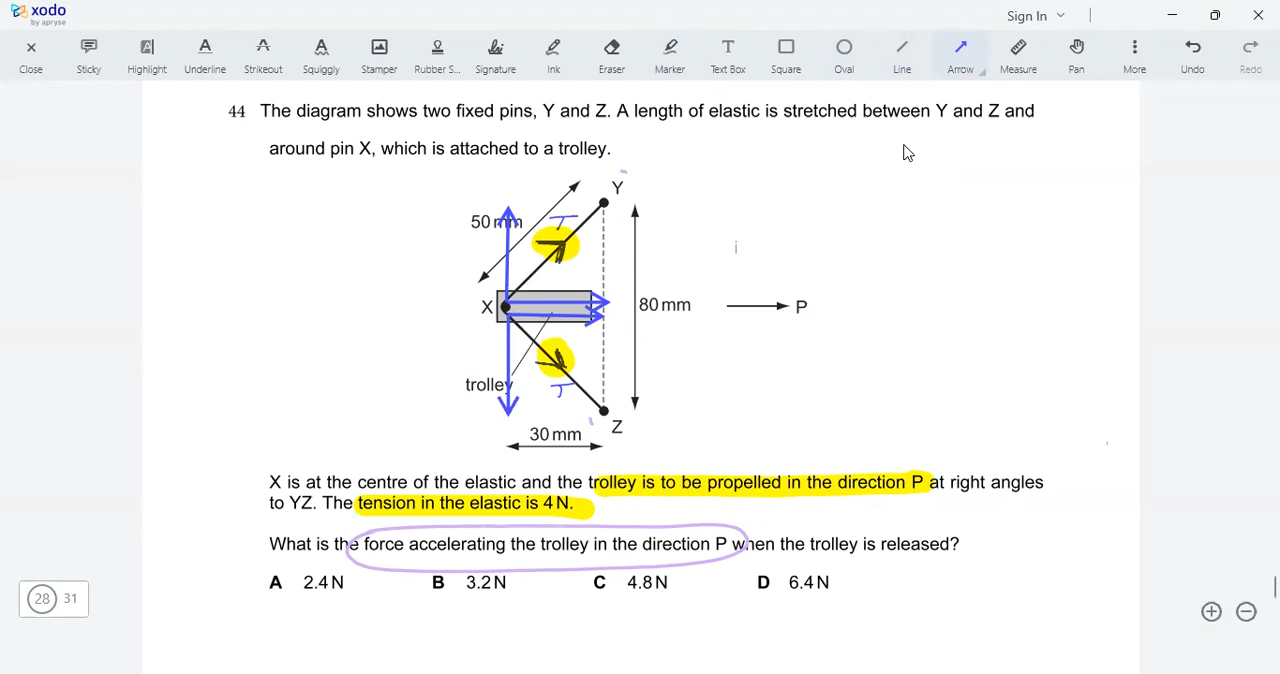 xodo
by apryse
Sign In
Close Sticky Highlight Underline Strikeout Squiggly Stamper Rubber S... Signature Ink Eraser Marker Text Box Square Oval Line Arrow Measure Pan More Undo Redo
44 The diagram shows two fixed pins, Y and Z. A length of elastic is stretched between Y and Z and
around pin X, which is attached to a trolley.
Y
50 mm T
X 80 mm P
trolley T
Z
30 mm
X is at the centre of the elastic and the trolley is to be propelled in the direction P at right angles
to YZ. The tension in the elastic is 4 N.
What is the force accelerating the trolley in the direction P when the trolley is released?
A 2.4 N B 3.2 N C 4.8 N D 6.4 N
28 31